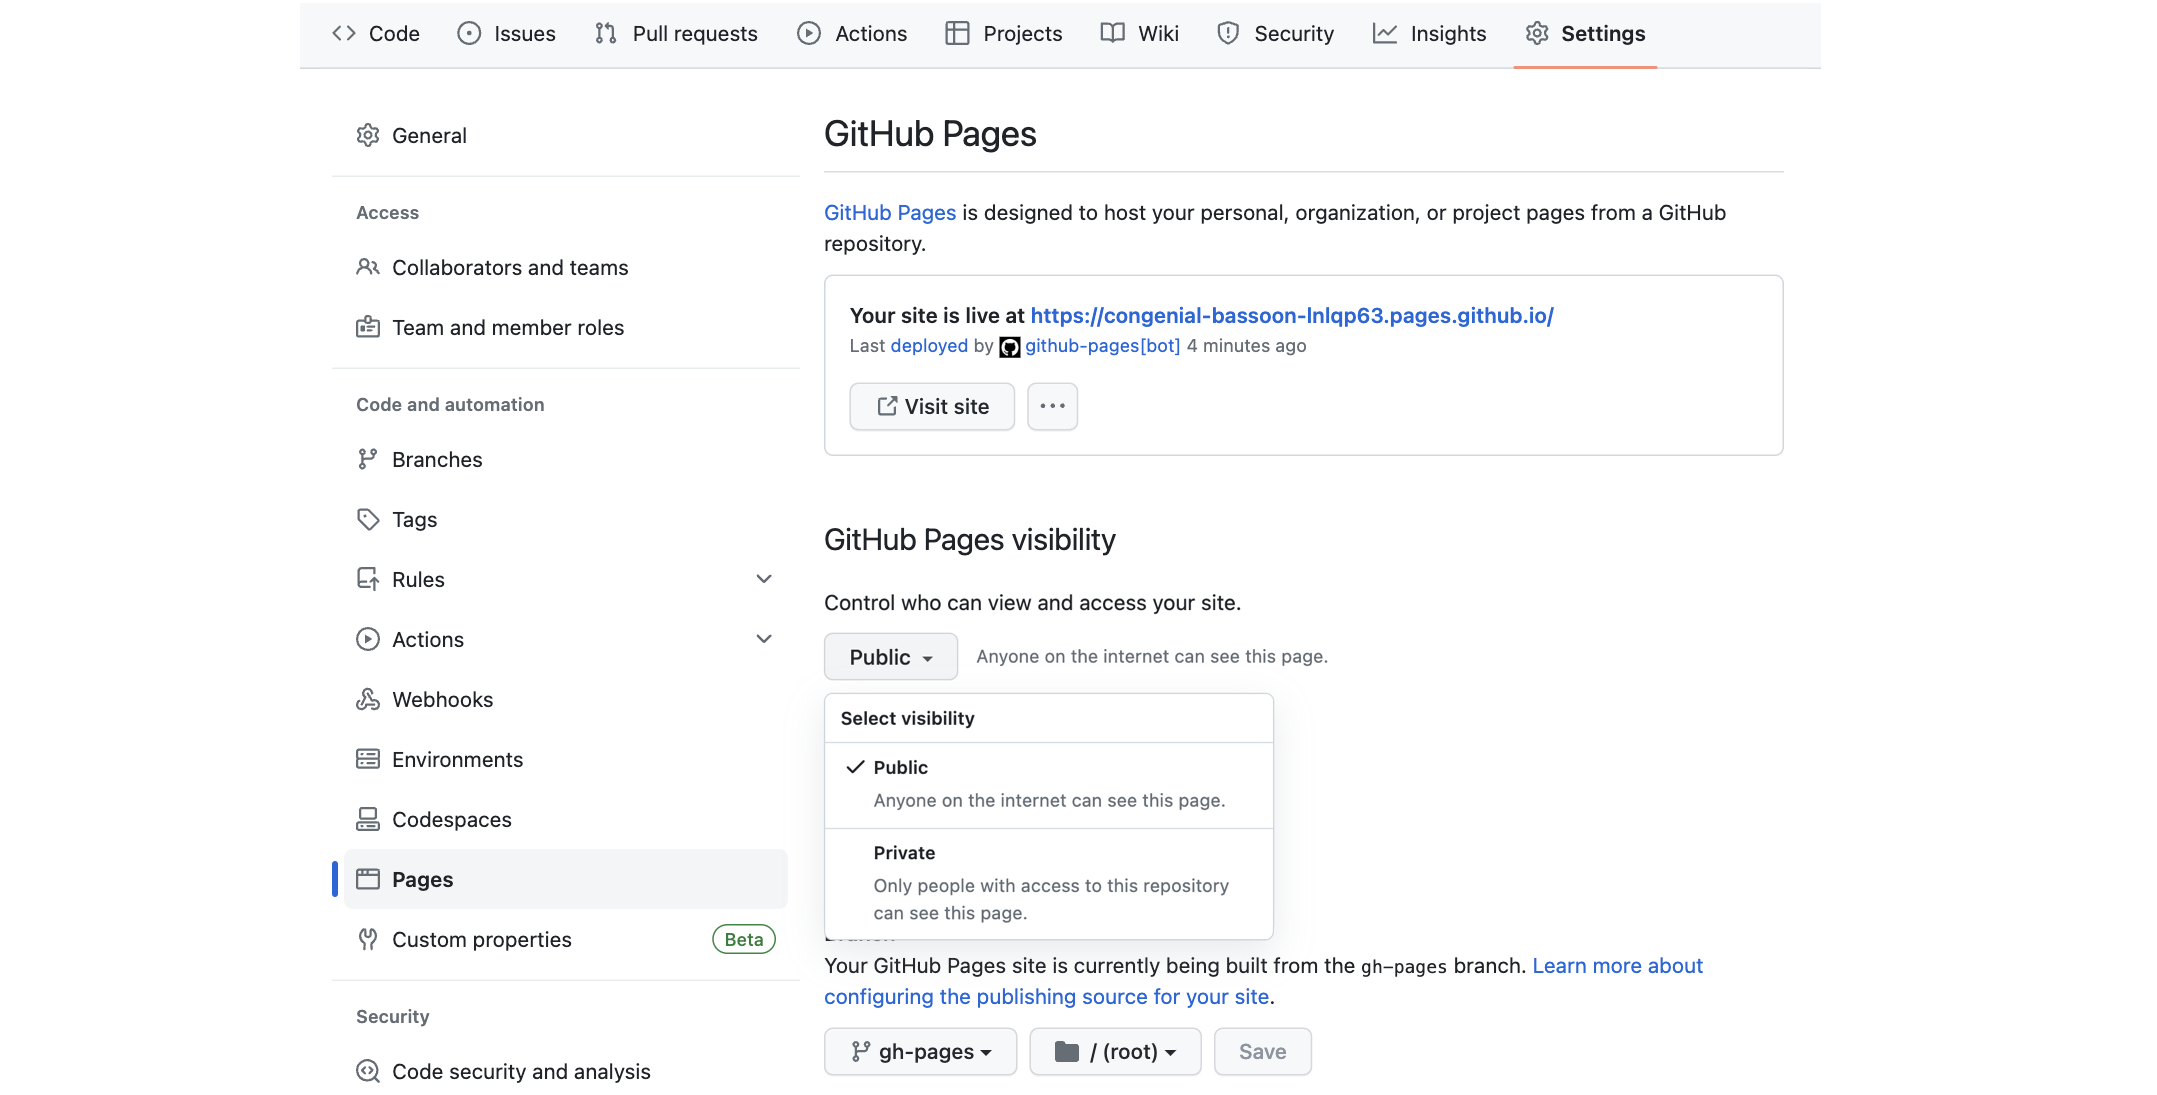 Code Issues Pull requests Actions Projects Wiki Security Insights Settings
General
Access
Collaborators and teams
Team and member roles
Code and automation
Branches
Tags
Rules
Actions
Webhooks
Environments
Codespaces
Pages
Custom properties Beta
Security
Code security and analysis
GitHub Pages
GitHub Pages is designed to host your personal, organization, or project pages from a GitHub
repository.
Your site is live at https://congenial-bassoon-lnlqp63.pages.github.io/
Last deployed by github-pages[bot] 4 minutes ago
Visit site ···
GitHub Pages visibility
Control who can view and access your site.
Public Anyone on the internet can see this page.
Select visibility
Public
Anyone on the internet can see this page.
Private
Only people with access to this repository
can see this page.
Your GitHub Pages site is currently being built from the gh-pages branch. Learn more about
configuring the publishing source for your site.
gh-pages / (root) Save